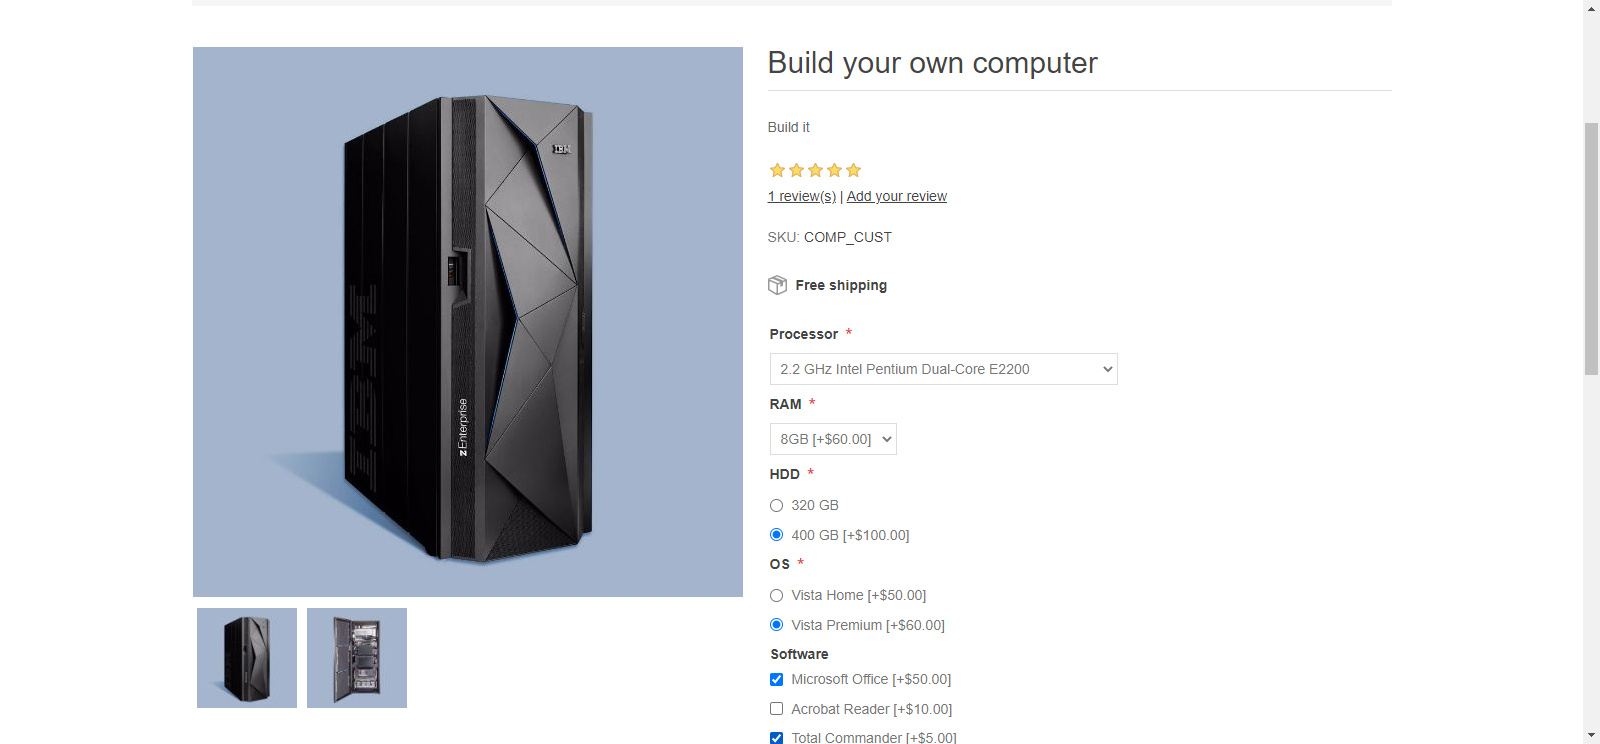 Build your own computer
Build it
1 review(s) | Add your review
SKU: COMP_CUST
Free shipping
Processor *
2.2 GHz Intel Pentium Dual-Core E2200
RAM *
8GB [+$60.00]
HDD *
320 GB
400 GB [+$100.00]
OS *
Vista Home [+$50.00]
Vista Premium [+$60.00]
Software
Microsoft Office [+$50.00]
Acrobat Reader [+$10.00]
Total Commander [+$5.00]
IBM
IBM
z Enterprise